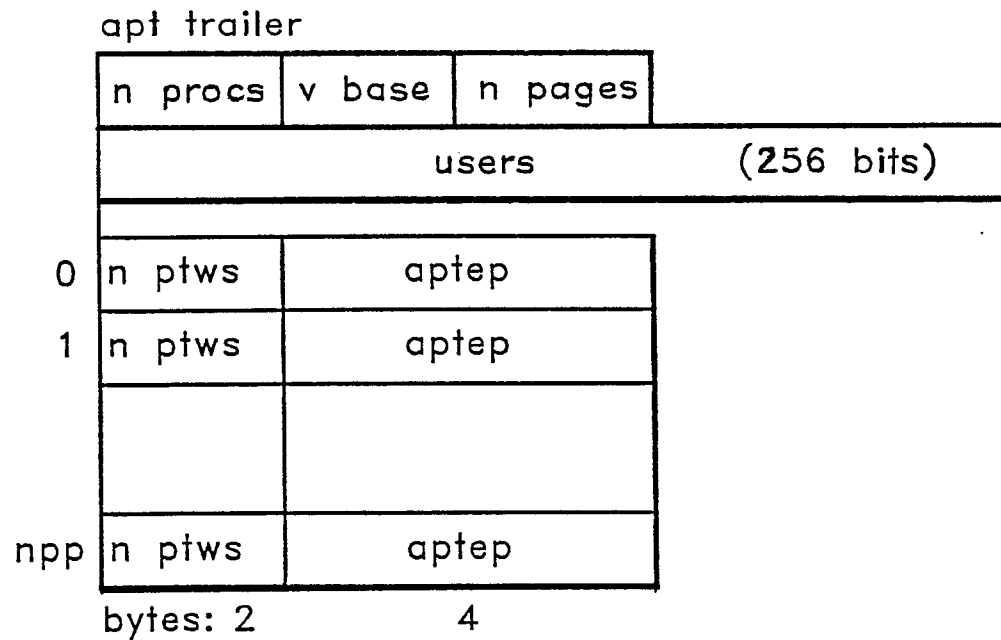 apt trailer
n procs v base n pages
users (256 bits)
0 n ptws aptep
1 n ptws aptep
npp n ptws aptep
bytes: 2 4